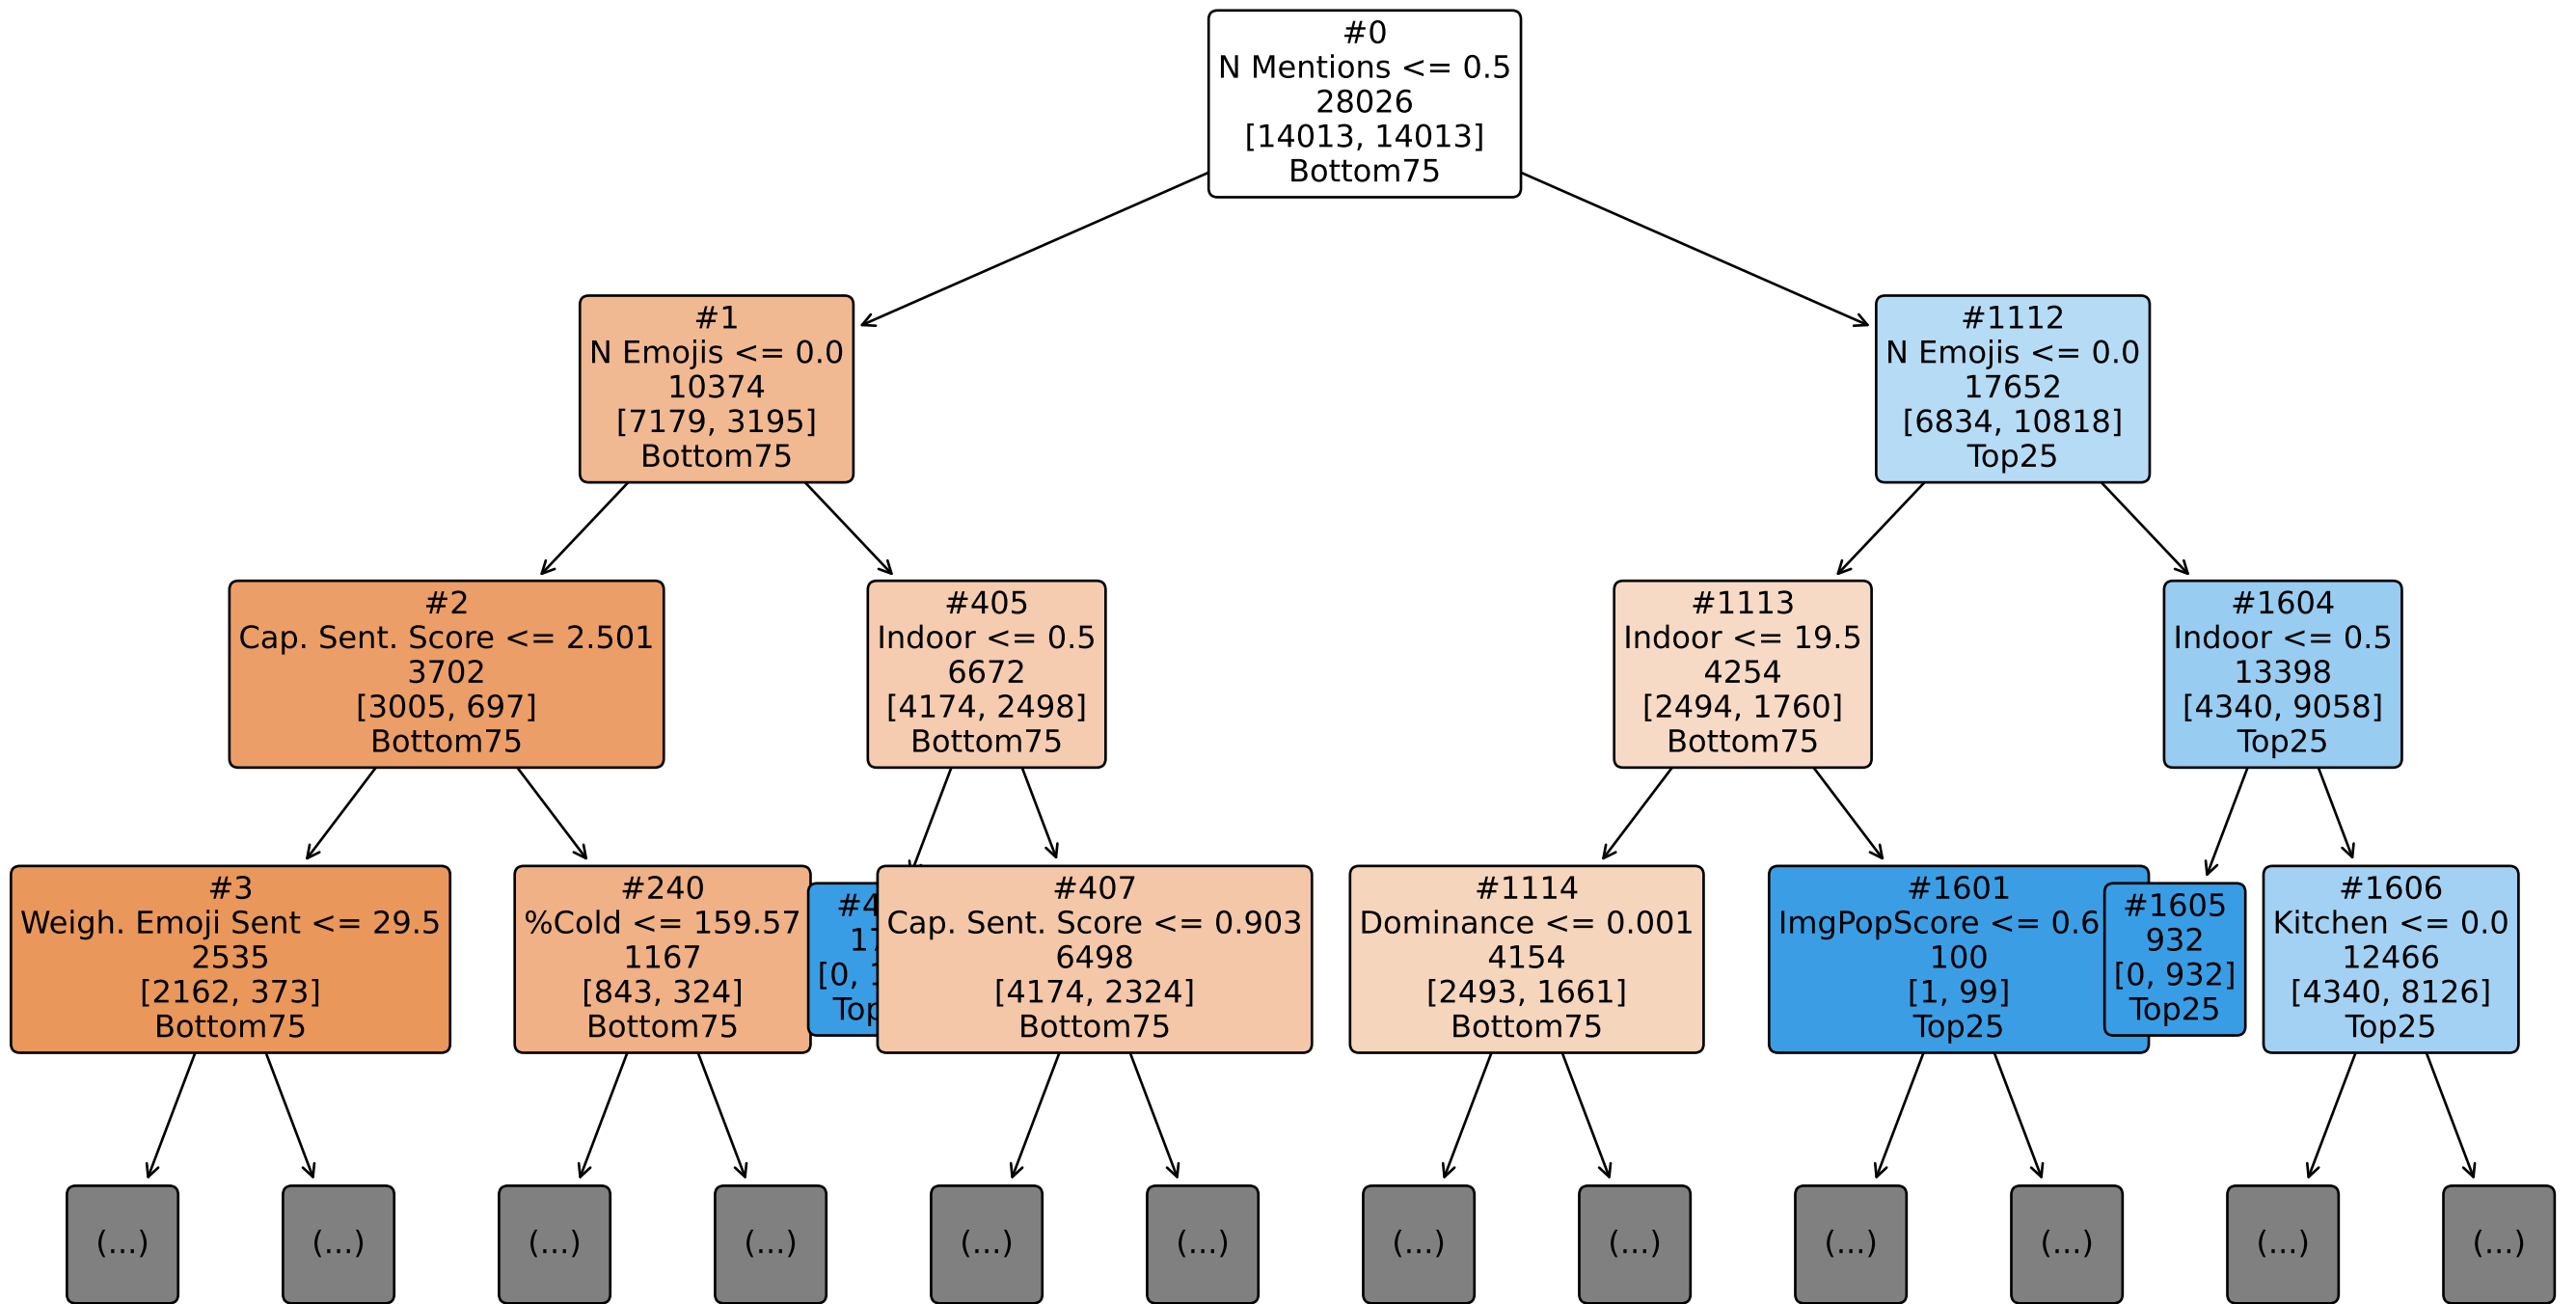 #0
N Mentions <= 0.5
28026
[14013, 14013]
Bottom75
#1
N Emojis <= 0.0
10374
[7179, 3195]
Bottom75
#1112
N Emojis <= 0.0
17652
[6834, 10818]
Top25
#2
Cap. Sent. Score <= 2.501
3702
[3005, 697]
Bottom75
#405
Indoor <= 0.5
6672
[4174, 2498]
Bottom75
#1113
Indoor <= 19.5
4254
[2494, 1760]
Bottom75
#1604
Indoor <= 0.5
13398
[4340, 9058]
Top25
#3
Weigh. Emoji Sent <= 29.5
2535
[2162, 373]
Bottom75
#240
%Cold <= 159.57
1167
[843, 324]
Bottom75
[0,
#407
Cap. Sent. Score <= 0.903
6498
[4174, 2324]
Bottom75
#1114
Dominance <= 0.001
4154
[2493, 1661]
Bottom75
#1601
ImgPopScore <= 0.6
100
[1, 99]
Top25
#1605
932
[0, 932]
Top25
#1606
Kitchen <= 0.0
12466
[4340, 8126]
Top25
(...)
(...)
(...)
(...)
(...)
(...)
(...)
(...)
(...)
(...)
(...)
(...)